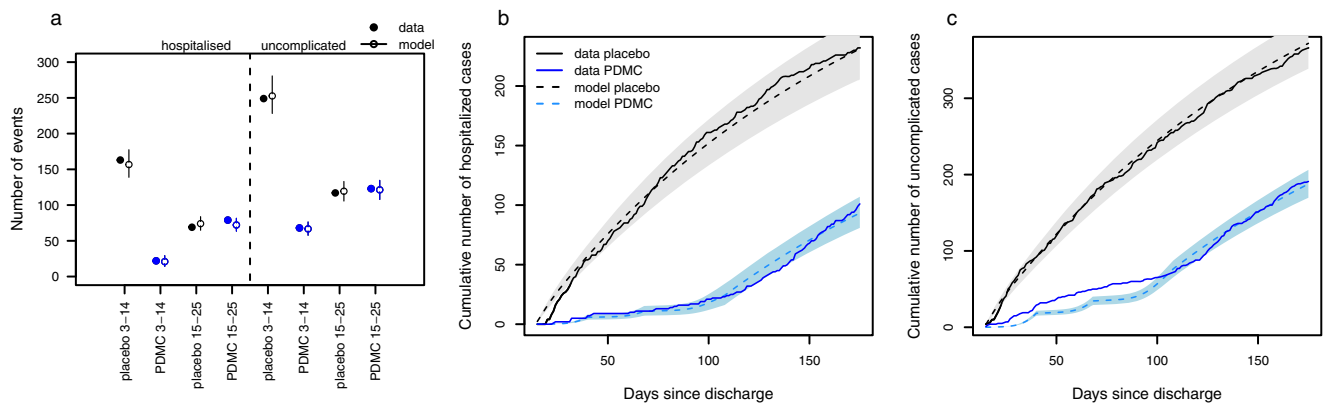 a
data
model
hospitalised
uncomplicated
Number of events
300
250
200
150
100
50
0
placebo 3−14
PDMC 3−14
placebo 15−25
PDMC 15−25
placebo 3−14
PDMC 3−14
placebo 15−25
PDMC 15−25
b
data placebo
data PDMC
model placebo
model PDMC
Cumulative number of hospitalized cases
200
150
100
50
0
50
100
150
Days since discharge
c
Cumulative number of uncomplicated cases
300
200
100
0
50
100
150
Days since discharge